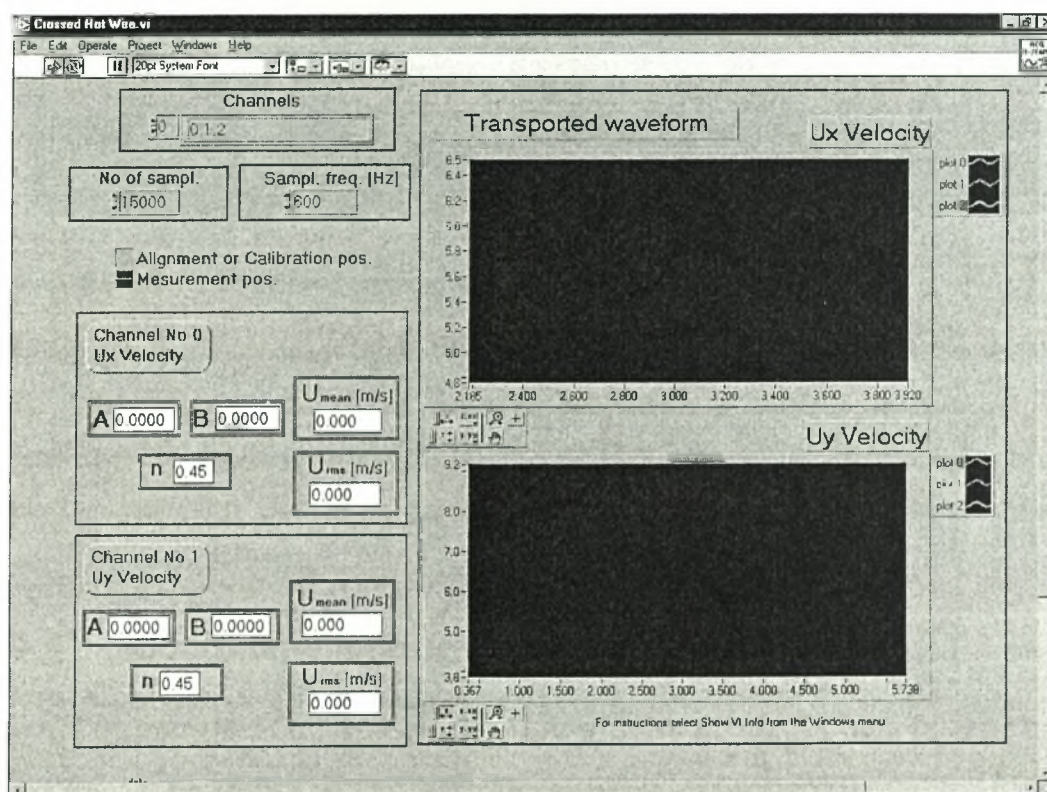 Crossed Hot Wire.vi
File Edit Operate Project Windows Help
20pt System Font
Channels
0 0,1,2
No of sampl.
15000
Sampl. freq. [Hz]
600
Alignment or Calibration pos.
Mesurement pos.
Channel No 0
Ux Velocity
A 0.0000 B 0.0000
n 0.45
Umean [m/s]
0.000
Urms [m/s]
0.000
Channel No 1
Uy Velocity
A 0.0000 B 0.0000
n 0.45
Umean [m/s]
0.000
Urms [m/s]
0.000
Transported waveform
Ux Velocity
plot 0
plot 1
plot 2
6.5
6.4
6.2
5.8
5.6
5.4
5.2
5.0
4.8
2.185 2.400 2.600 2.800 3.000 3.200 3.400 3.600 3.800 3.920
Uy Velocity
plot 0
plot 1
plot 2
9.2
8.0
7.0
6.0
5.0
3.8
0.367 1.000 1.500 2.000 2.500 3.000 3.500 4.000 4.500 5.000 5.739
For instructions select Show VI Info from the Windows menu